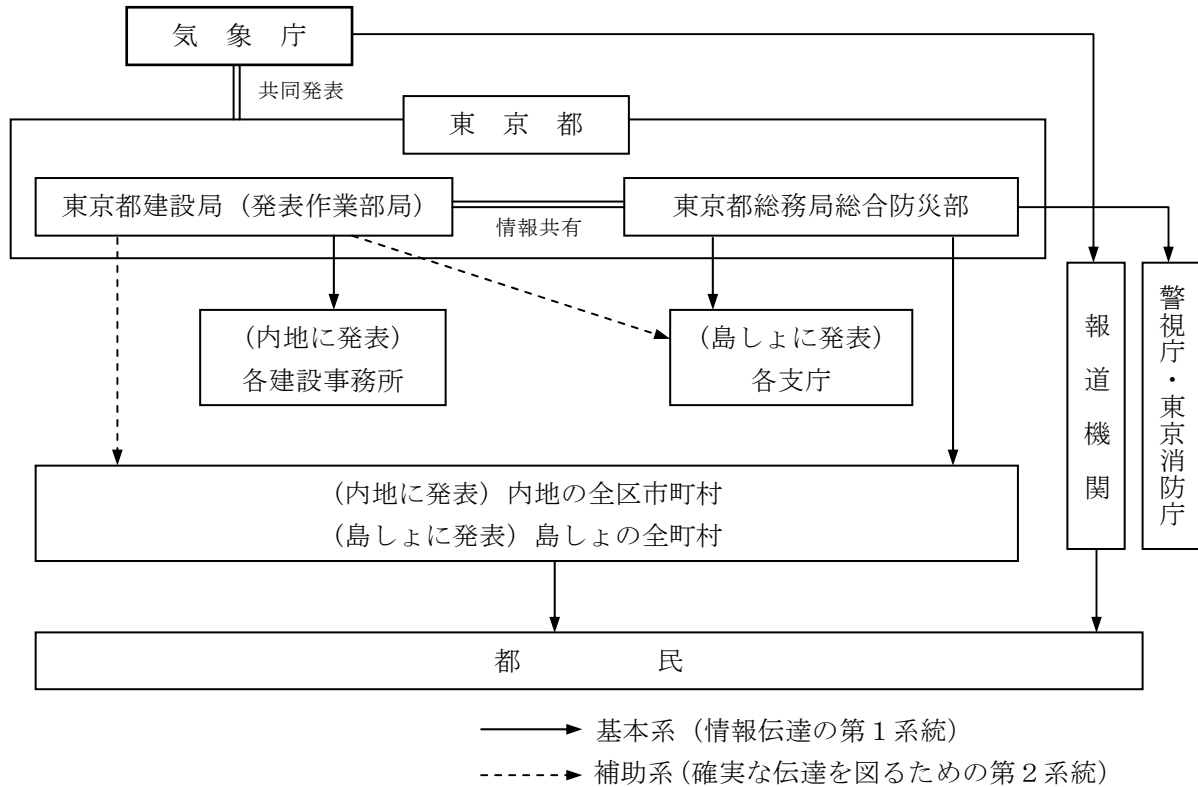 気象庁
共同発表
東京都
東京都建設局（発表作業部局）
情報共有
東京都総務局総合防災部
（内地に発表）
各建設事務所
（島しょに発表）
各支庁
報道機関
警視庁・東京消防庁
（内地に発表）内地の全区市町村
（島しょに発表）島しょの全町村
都民
基本系（情報伝達の第１系統）
補助系（確実な伝達を図るための第２系統）